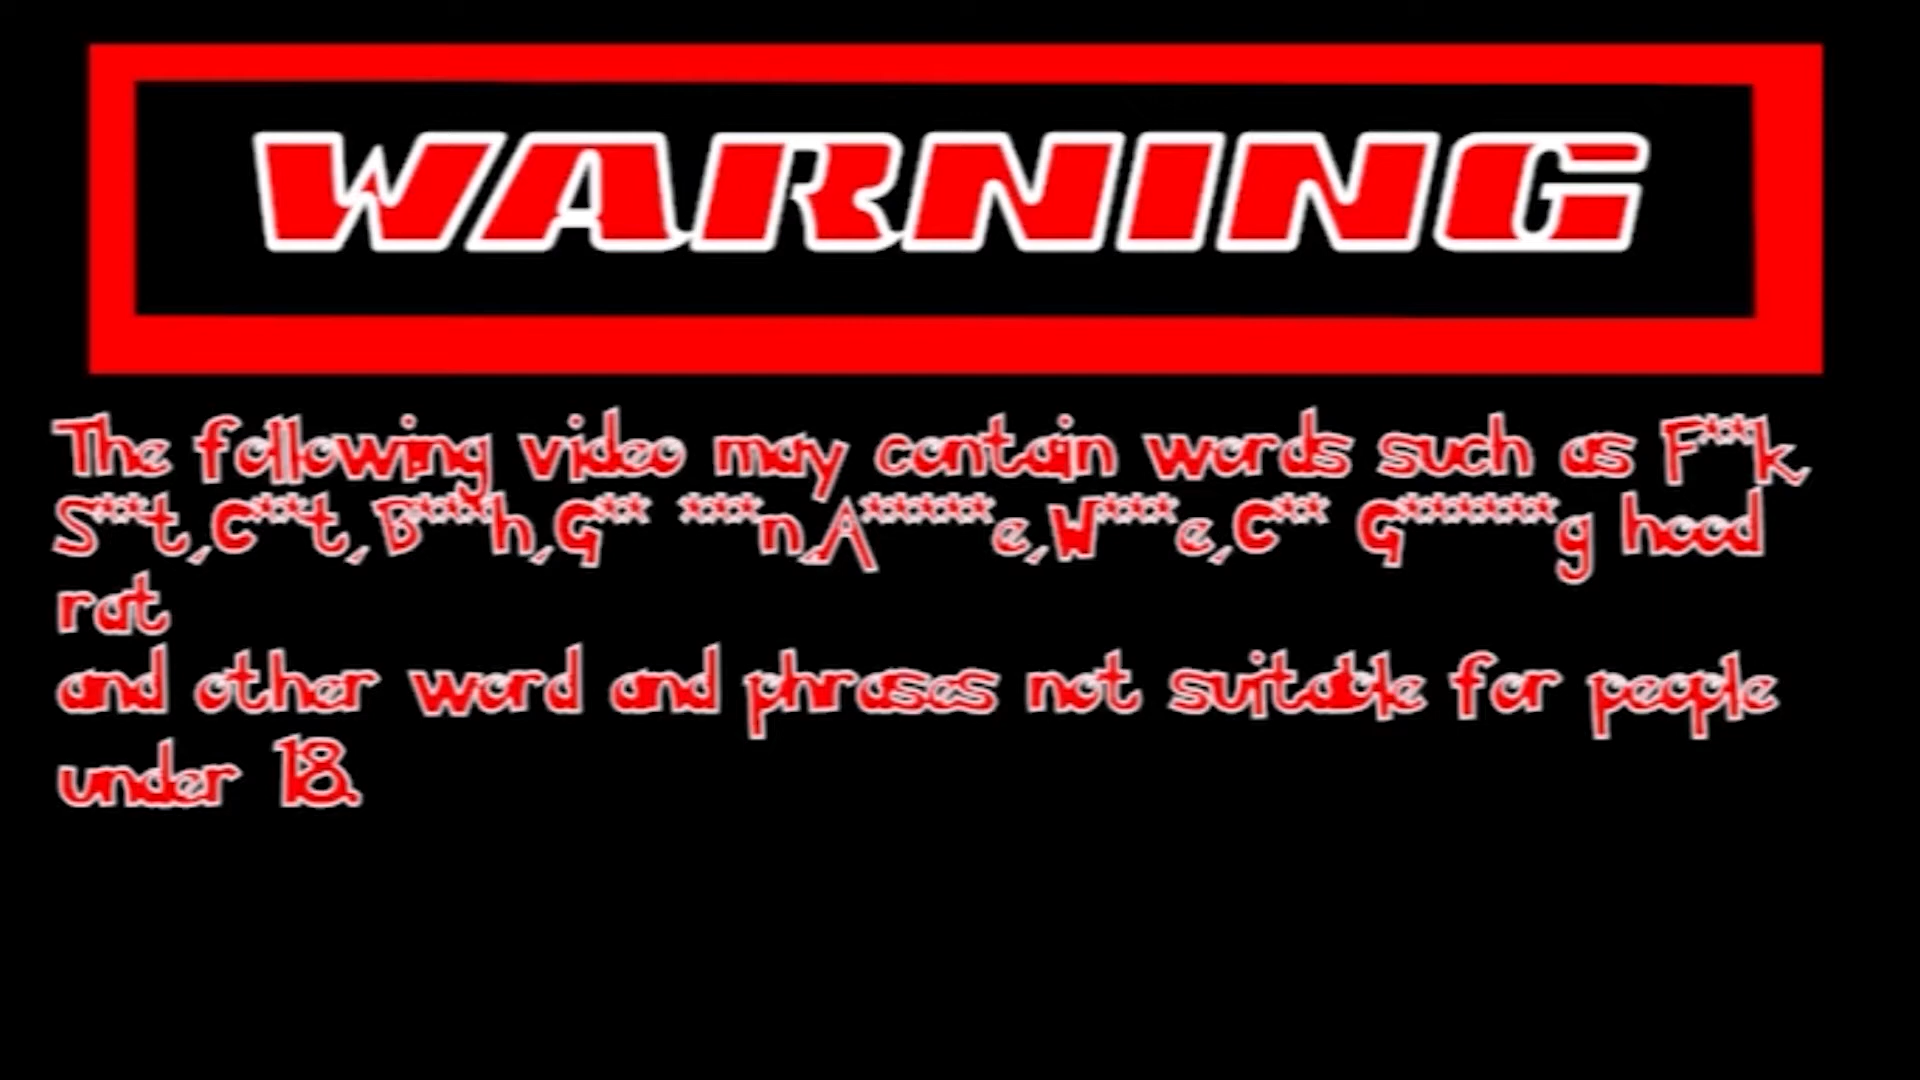 WARNING
The following video may contain words such as F**k,
S***t,C***t, B****h,G** ****n,A******e,W****e,C** G********g hood
rat
and other word and phrases not suitable for people
under 18.